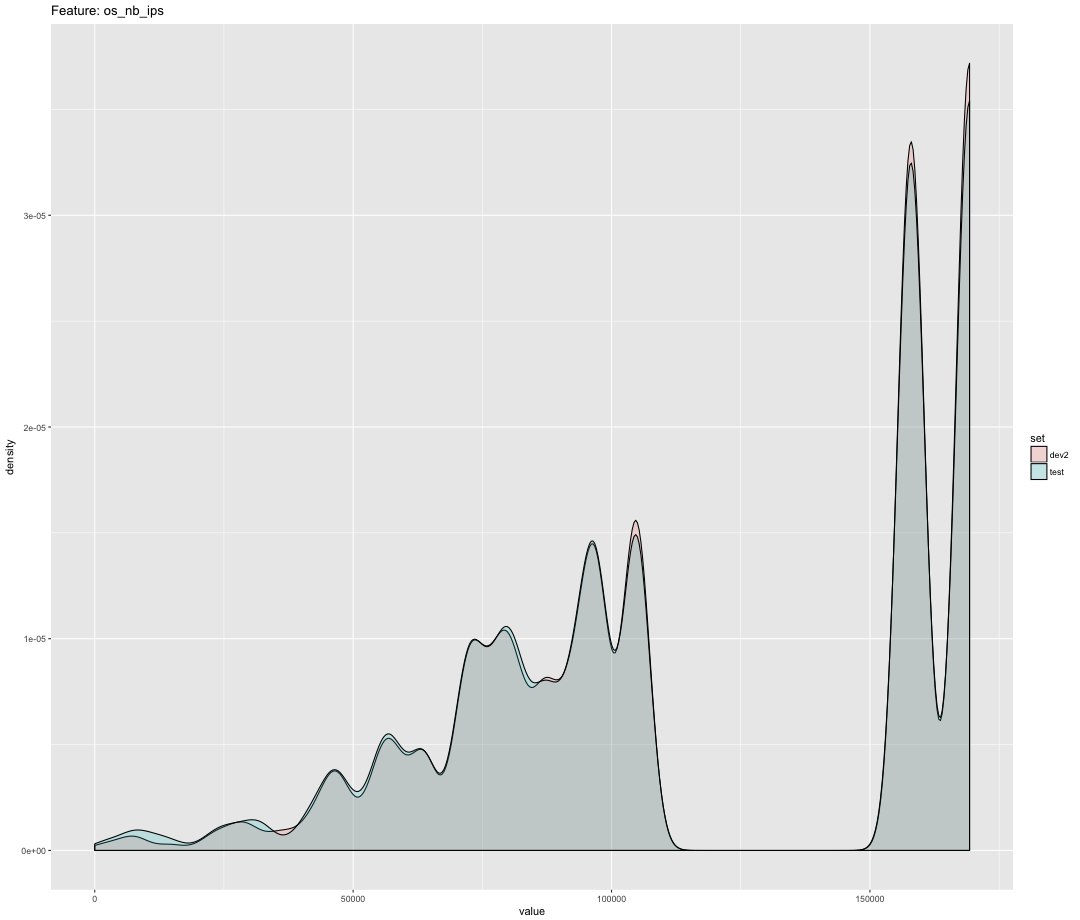 Feature: os_nb_ips
density
3e-05
2e-05
1e-05
0e+00
0
50000
100000
150000
value
set
dev2
test